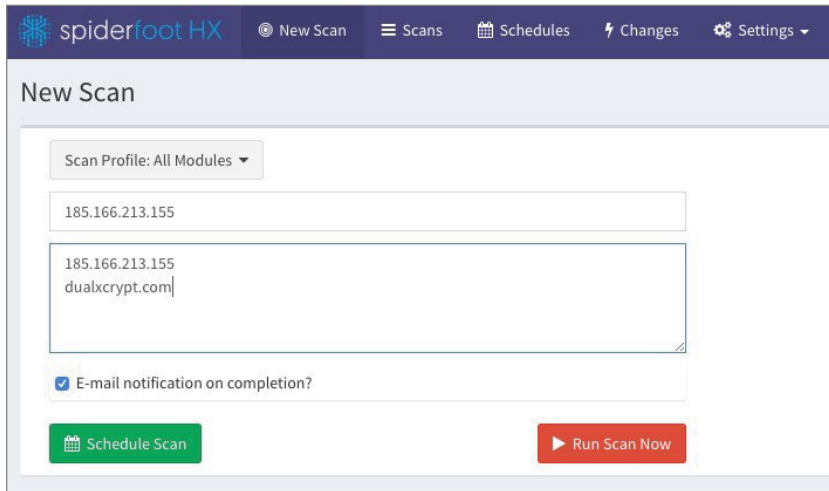 spiderfoot HX New Scan Scans Schedules Changes Settings
New Scan
Scan Profile: All Modules
185.166.213.155
185.166.213.155
dualxcrypt.com
E-mail notification on completion?
Schedule Scan Run Scan Now